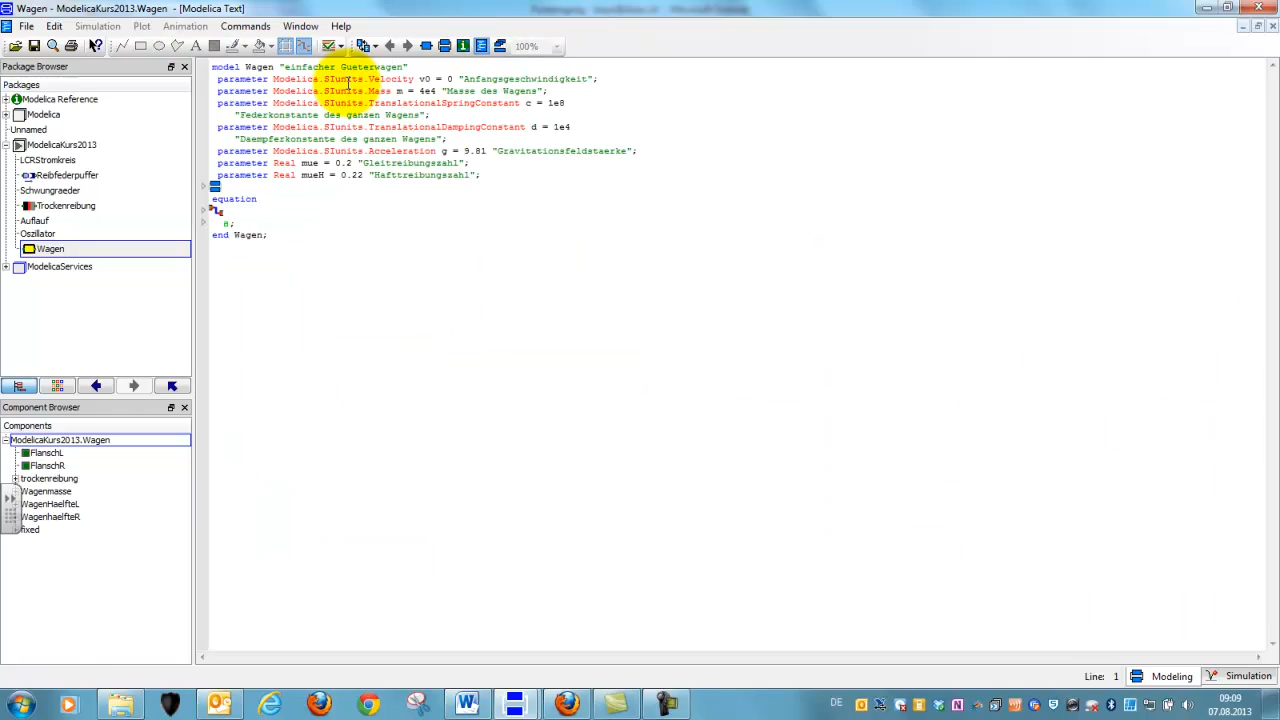 Wagen - ModelicaKurs2013.Wagen - [Modelica Text]
File Edit Simulation Plot Animation Commands Window Help
100%
Package Browser
Packages
Modelica Reference
Modelica
Unnamed
ModelicaKurs2013
LCRStromkreis
Reibfederpuffer
Schwungraeder
Trockenreibung
Auflauf
Oszillator
Wagen
ModelicaServices
Component Browser
Components
ModelicaKurs2013.Wagen
FlanschL
FlanschR
trockenreibung
Wagenmasse
WagenHaelfteL
WagenhaelfteR
fixed
model Wagen "einfacher Gueterwagen"
parameter Modelica.SIunits.Velocity v0 = 0 "Anfangsgeschwindigkeit";
parameter Modelica.SIunits.Mass m = 4e4 "Masse des Wagens";
parameter Modelica.SIunits.TranslationalSpringConstant c = 1e8
"Federkonstante des ganzen Wagens";
parameter Modelica.SIunits.TranslationalDampingConstant d = 1e4
"Daempferkonstante des ganzen Wagens";
parameter Modelica.SIunits.Acceleration g = 9.81 "Gravitationsfeldstaerke";
parameter Real mue = 0.2 "Gleitreibungszahl";
parameter Real mueH = 0.22 "Hafttreibungszahl";
equation
a;
end Wagen;
Line: 1
Modeling
Simulation
DE
09:09
07.08.2013